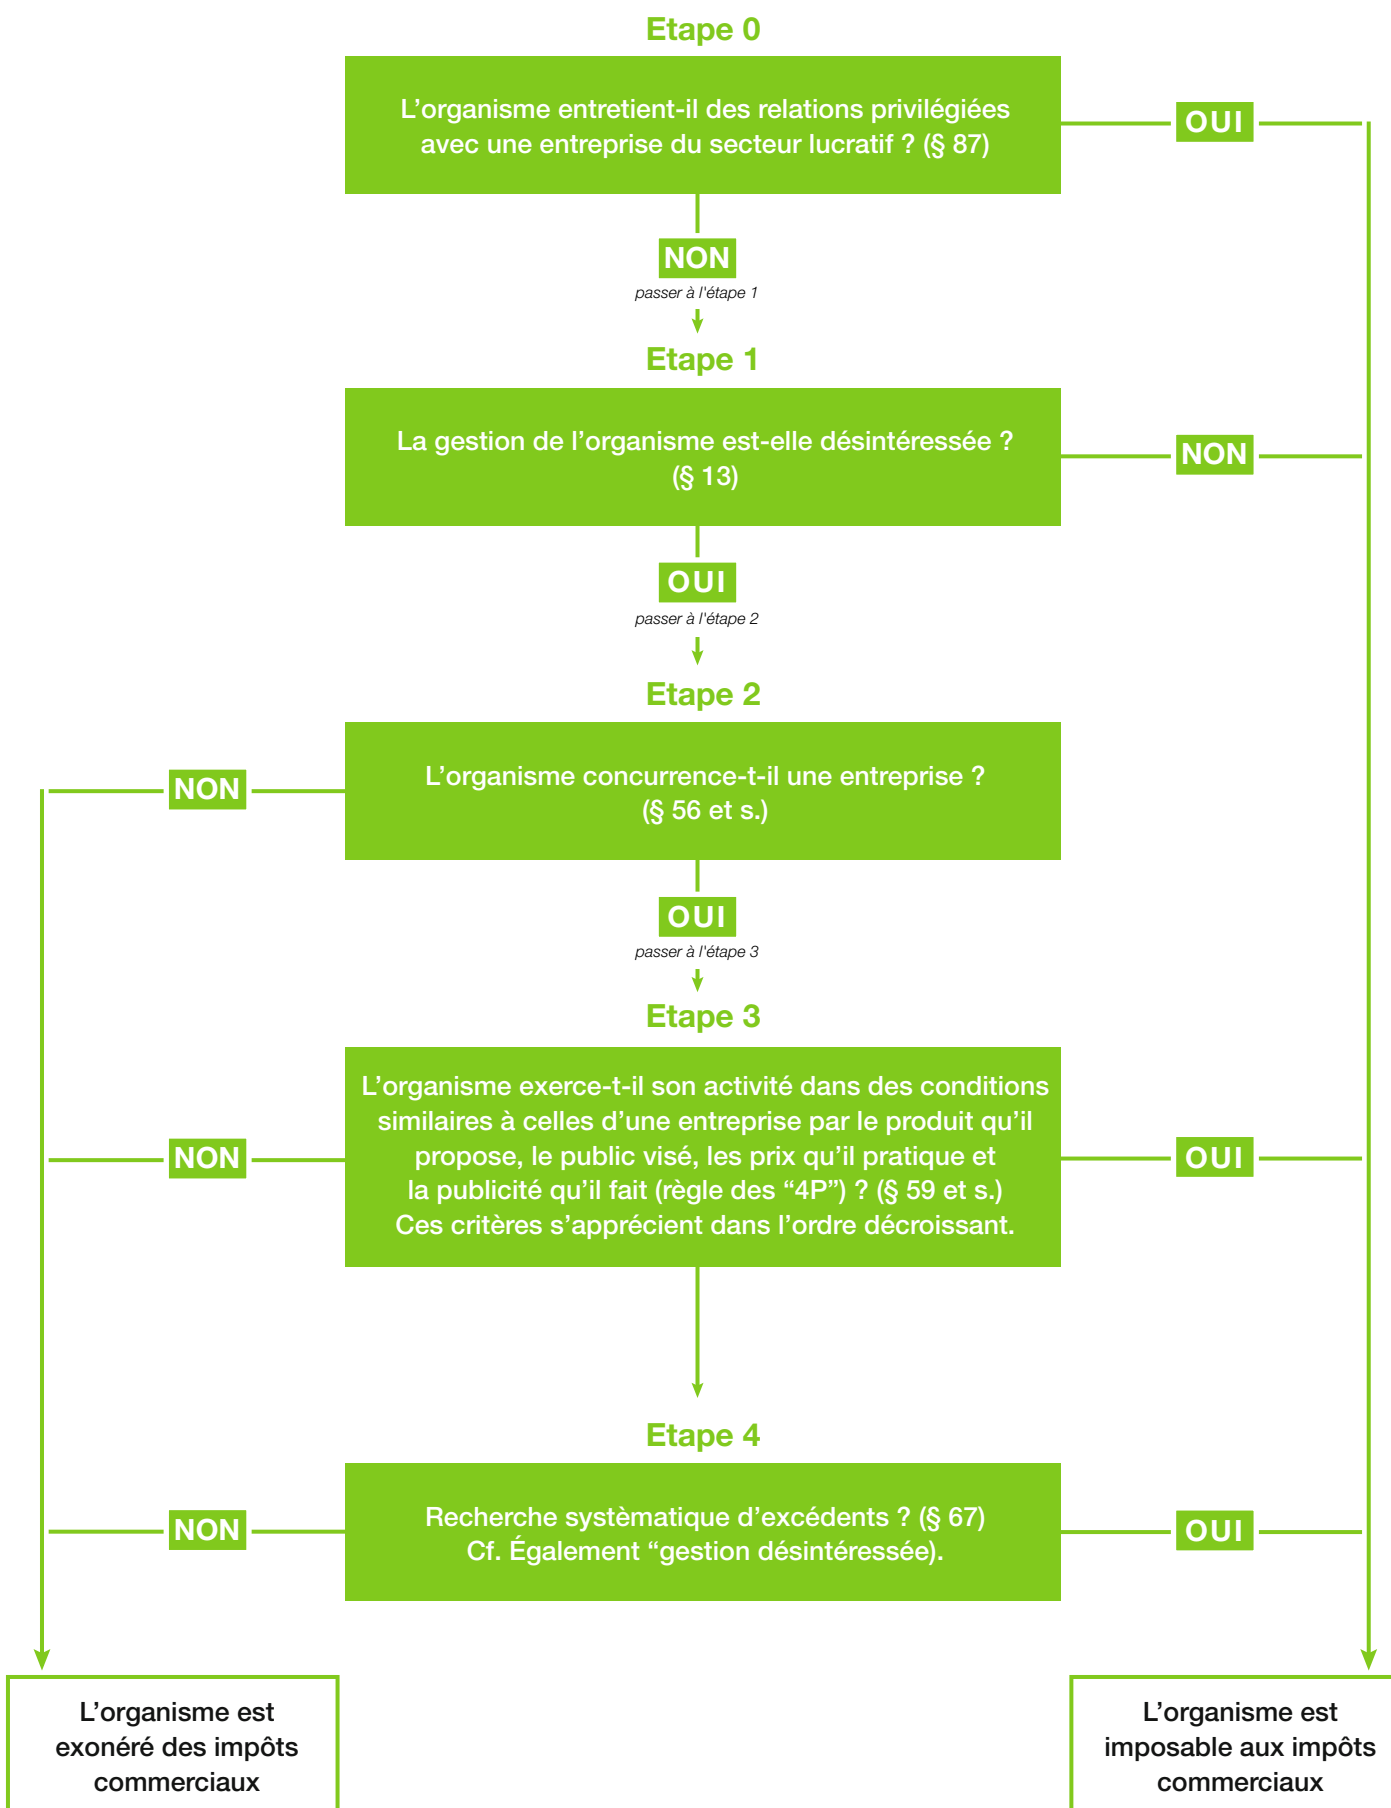 Etape 0
L'organisme entretient-il des relations privilégiées
avec une entreprise du secteur lucratif ? (§ 87)
OUI
NON
passer à l'étape 1
Etape 1
La gestion de l'organisme est-elle désintéressée ?
(§ 13)
NON
OUI
passer à l'étape 2
Etape 2
L'organisme concurrence-t-il une entreprise ?
(§ 56 et s.)
NON
OUI
passer à l'étape 3
Etape 3
L'organisme exerce-t-il son activité dans des conditions
similaires à celles d'une entreprise par le produit qu'il
propose, le public visé, les prix qu'il pratique et
la publicité qu'il fait (règle des “4P”) ? (§ 59 et s.)
Ces critères s'apprécient dans l'ordre décroissant.
NON
OUI
Etape 4
Recherche systèmatique d'excédents ? (§ 67)
Cf. Également “gestion désintéressée).
NON
OUI
L'organisme est
exonéré des impôts
commerciaux
L'organisme est
imposable aux impôts
commerciaux